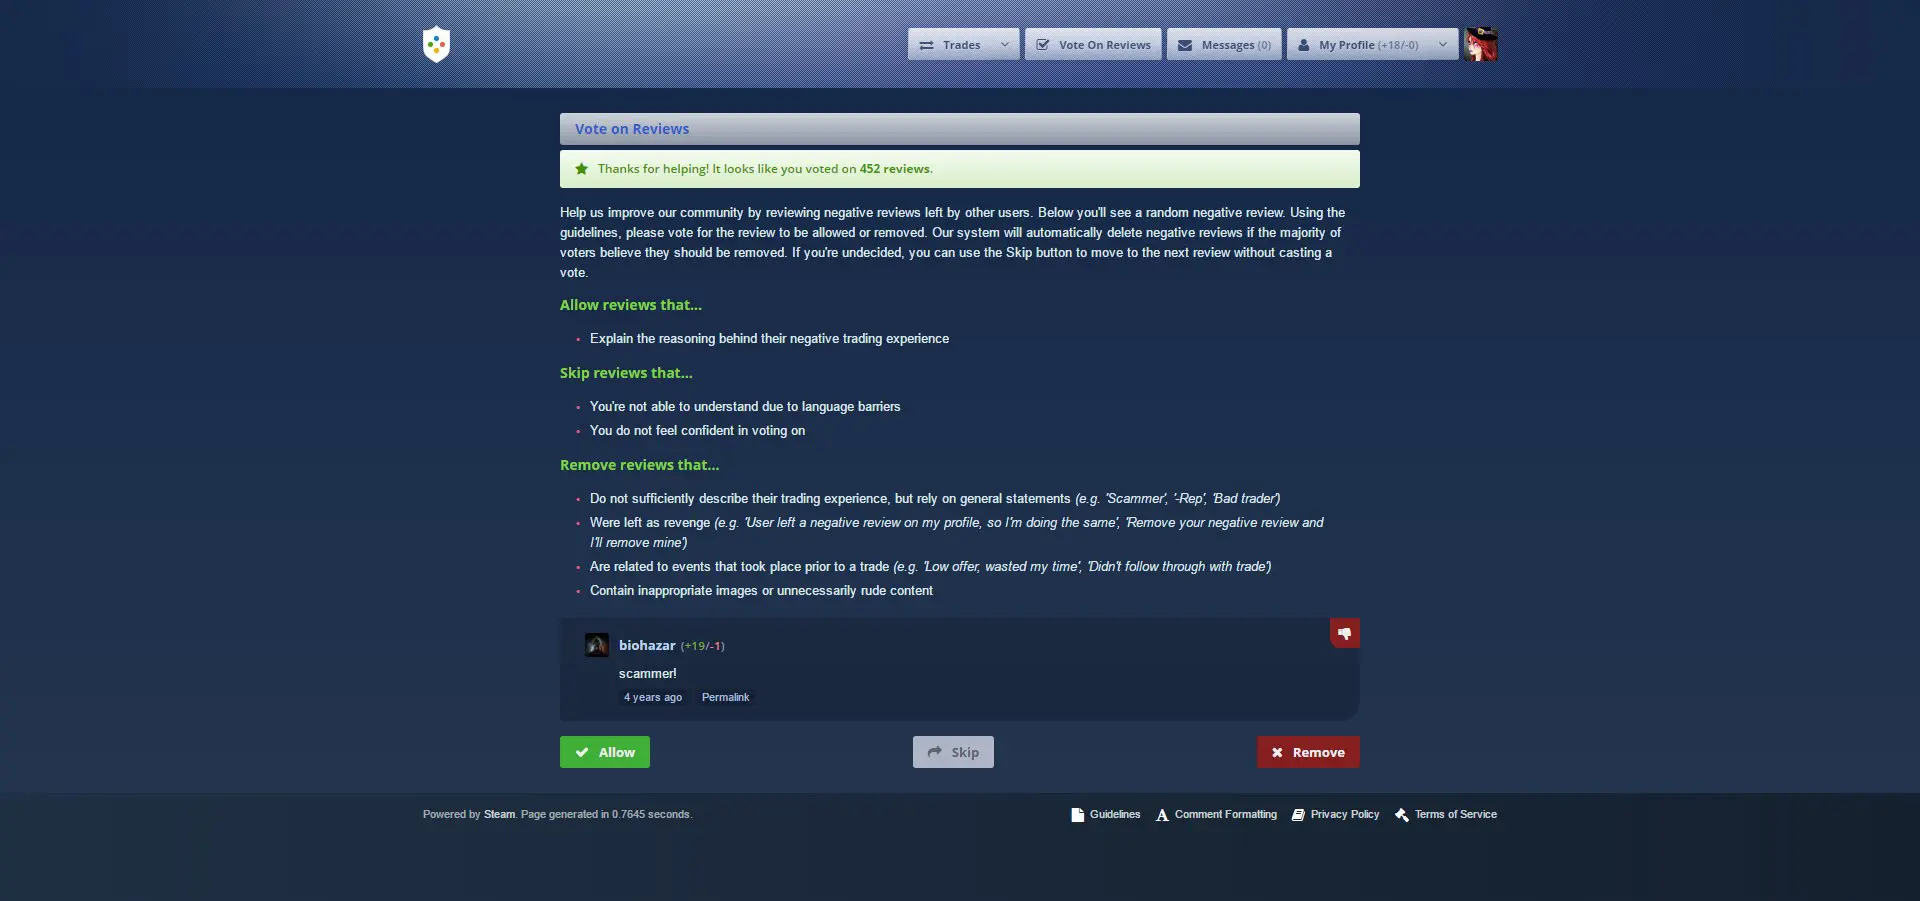 Trades
Vote On Reviews
Messages (0)
My Profile (+18/-0)
Vote on Reviews
Thanks for helping! It looks like you voted on 452 reviews.
Help us improve our community by reviewing negative reviews left by other users. Below you'll see a random negative review. Using the
guidelines, please vote for the review to be allowed or removed. Our system will automatically delete negative reviews if the majority of
voters believe they should be removed. If you're undecided, you can use the Skip button to move to the next review without casting a
vote.
Allow reviews that...
Explain the reasoning behind their negative trading experience
Skip reviews that...
You're not able to understand due to language barriers
You do not feel confident in voting on
Remove reviews that...
Do not sufficiently describe their trading experience, but rely on general statements (e.g. 'Scammer', '-Rep', 'Bad trader')
Were left as revenge (e.g. 'User left a negative review on my profile, so I'm doing the same', 'Remove your negative review and
I'll remove mine')
Are related to events that took place prior to a trade (e.g. 'Low offer, wasted my time', 'Didn't follow through with trade')
Contain inappropriate images or unnecessarily rude content
biohazar (+19/-1)
scammer!
4 years ago Permalink
Allow
Skip
Remove
Powered by Steam. Page generated in 0.7645 seconds.
Guidelines
Comment Formatting
Privacy Policy
Terms of Service